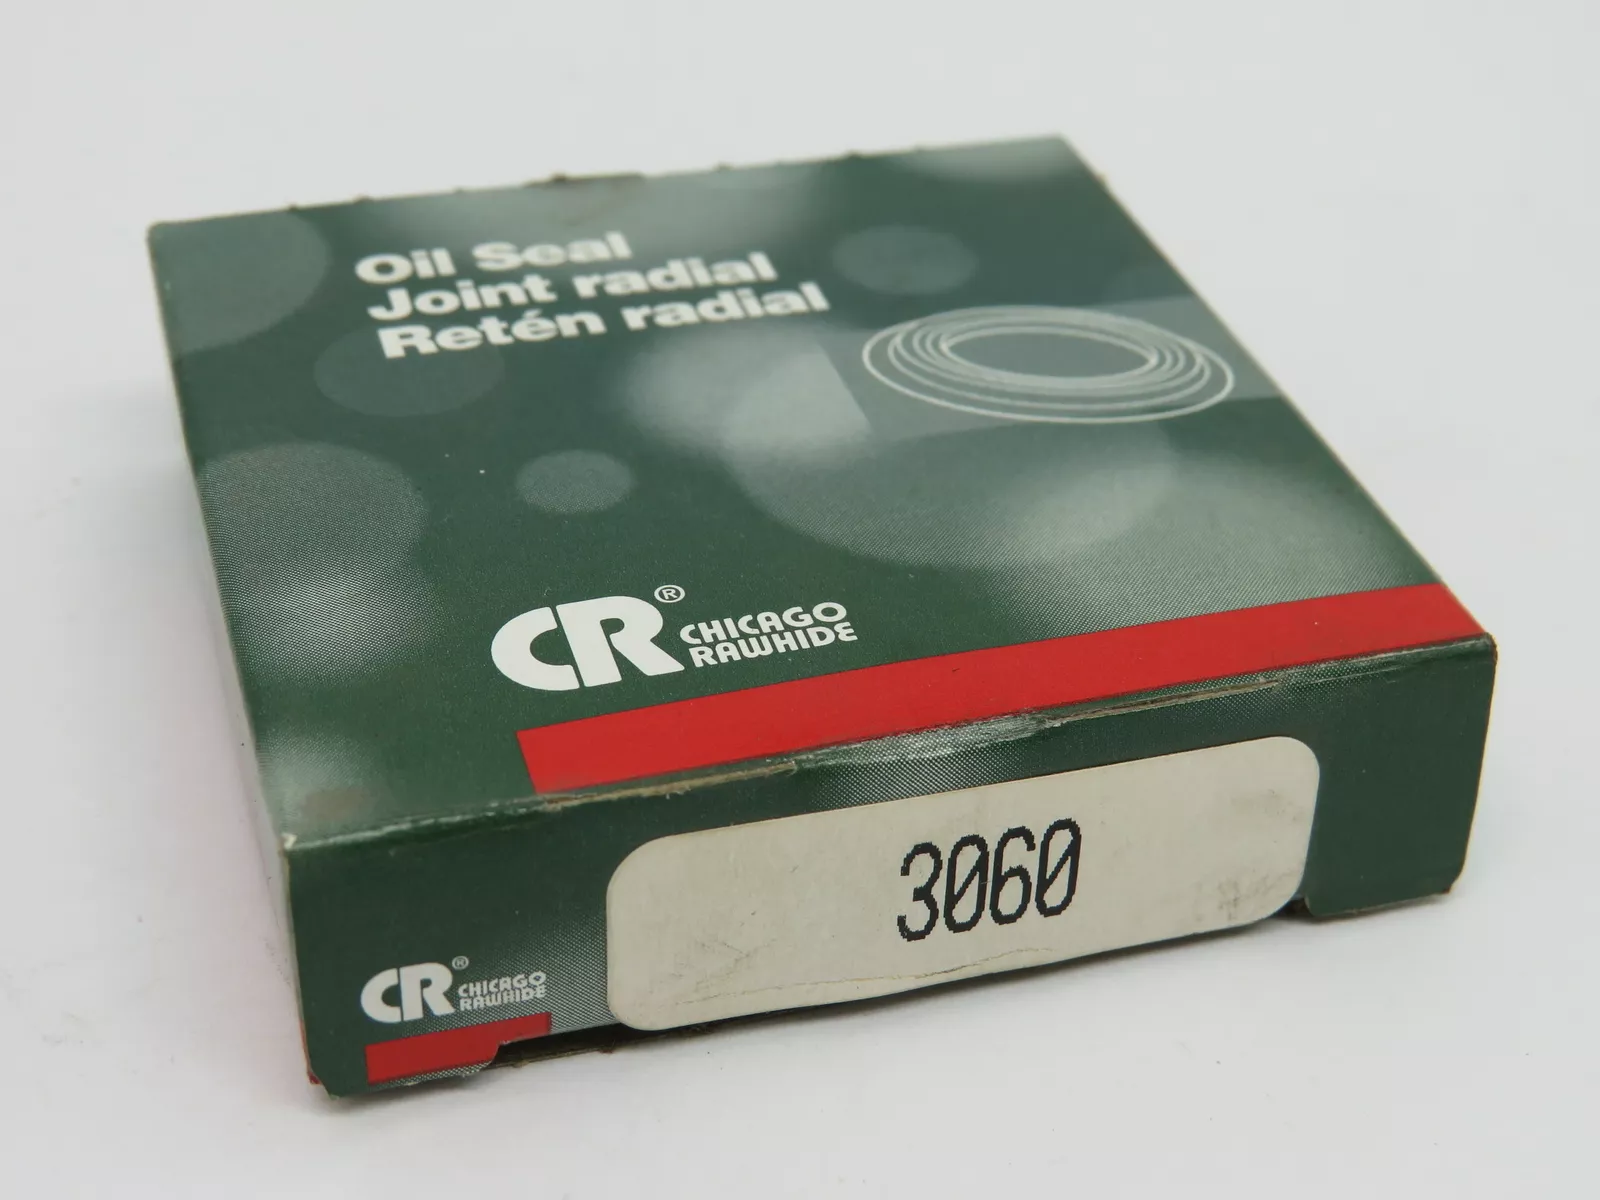 Oil Seal
Joint radial
Retén radial
CR® CHICAGO
RAWHIDE
3060
CR® CHICAGO
RAWHIDE